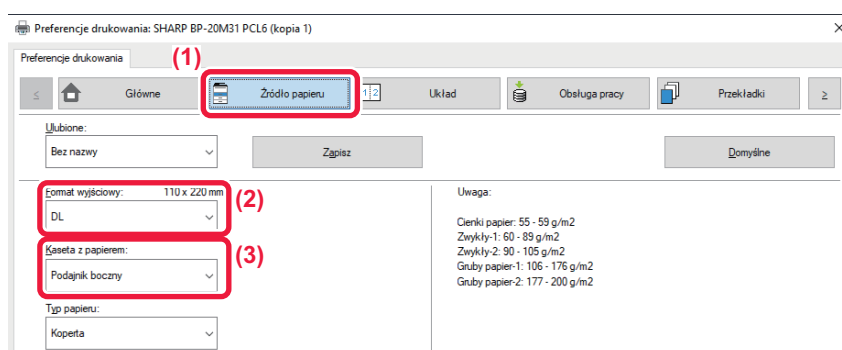 Preferencje drukowania: SHARP BP-20M31 PCL6 (kopia 1)
Preferencje drukowania
(1)
≤ Główne Źródło papieru 1 2 Układ Obsługa pracy Przekładki ≥
Ulubione:
Bez nazwy Zapisz Domyślne
Format wyjściowy: 110 x 220 mm
(2)
DL
Kaseta z papierem:
(3)
Podajnik boczny
Typ papieru:
Koperta
Uwaga:
Cienki papier: 55 - 59 g/m2
Zwykły-1: 60 - 89 g/m2
Zwykły-2: 90 - 105 g/m2
Gruby papier-1: 106 - 176 g/m2
Gruby papier-2: 177 - 200 g/m2